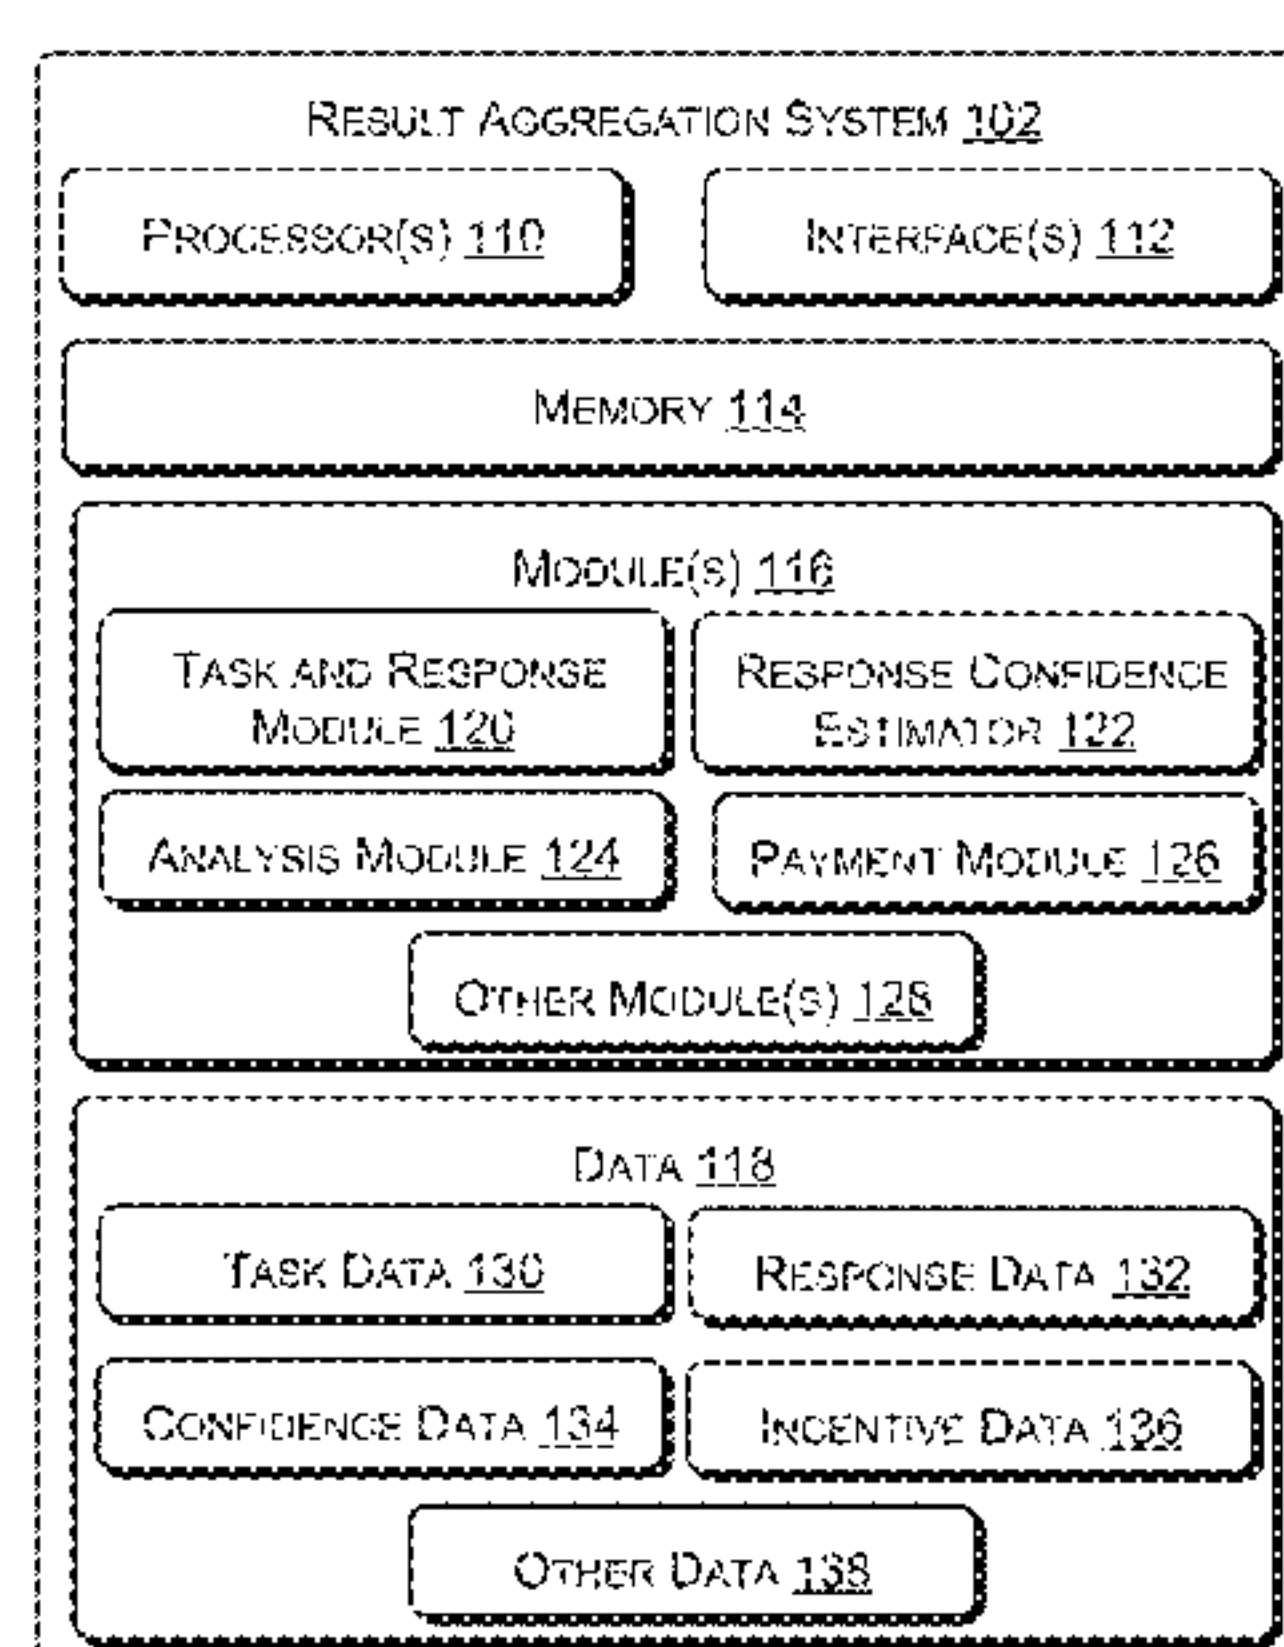 RESULT AGGREGATION SYSTEM 102
PROCESSOR(S) 110
INTERFACE(S) 112
MEMORY 114
MODULE(S) 116
TASK AND RESPONSE
MODULE 120
RESPONSE CONFIDENCE
ESTIMATOR 122
ANALYSIS MODULE 124
PAYMENT MODULE 126
OTHER MODULE(S) 128
DATA 118
TASK DATA 130
RESPONSE DATA 132
CONFIDENCE DATA 134
INCENTIVE DATA 136
OTHER DATA 138